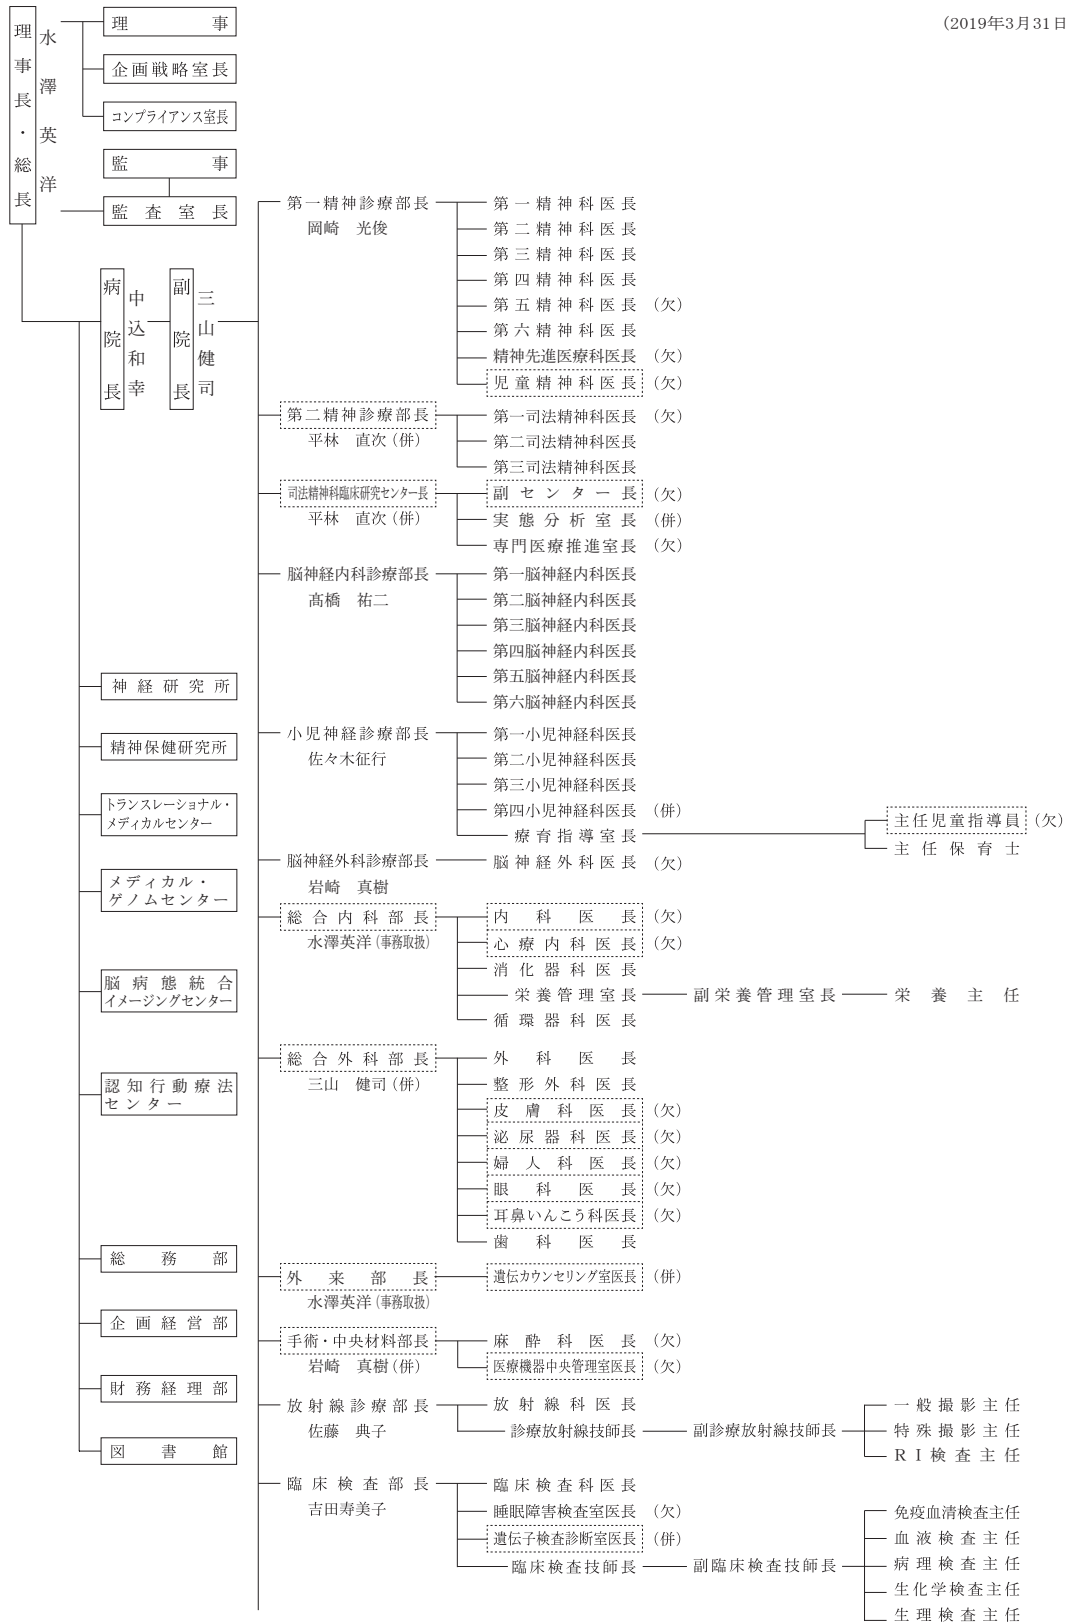 (2019年3月31日
理事長・総長
水澤英洋
理事
企画戦略室長
コンプライアンス室長
監事
監査室長
病院長
中込和幸
副院長
三山健司
神経研究所
精神保健研究所
トランスレーショナル・
メディカルセンター
メディカル・
ゲノムセンター
脳病態統合
イメージングセンター
認知行動療法
センター
総務部
企画経営部
財務経理部
図書館
第一精神診療部長
岡崎 光俊
第一精神科医長
第二精神科医長
第三精神科医長
第四精神科医長
第五精神科医長 (欠)
第六精神科医長
精神先進医療科医長 (欠)
児童精神科医長 (欠)
第二精神診療部長
平林 直次(併)
第一司法精神科医長 (欠)
第二司法精神科医長
第三司法精神科医長
司法精神科臨床研究センター長
平林 直次(併)
副センター長 (欠)
実態分析室長 (併)
専門医療推進室長 (欠)
脳神経内科診療部長
髙橋 祐二
第一脳神経内科医長
第二脳神経内科医長
第三脳神経内科医長
第四脳神経内科医長
第五脳神経内科医長
第六脳神経内科医長
小児神経診療部長
佐々木征行
第一小児神経科医長
第二小児神経科医長
第三小児神経科医長
第四小児神経科医長 (併)
療育指導室長
主任児童指導員 (欠)
主任保育士
脳神経外科診療部長
岩崎 真樹
脳神経外科医長 (欠)
総合内科部長
水澤英洋(事務取扱)
内科医長 (欠)
心療内科医長 (欠)
消化器科医長
栄養管理室長 副栄養管理室長 栄養主任
循環器科医長
総合外科部長
三山 健司(併)
外科医長
整形外科医長
皮膚科医長 (欠)
泌尿器科医長 (欠)
婦人科医長 (欠)
眼科医長 (欠)
耳鼻いんこう科医長 (欠)
歯科医長
外来部長
水澤英洋(事務取扱)
遺伝カウンセリング室医長 (併)
手術・中央材料部長
岩崎 真樹(併)
麻酔科医長 (欠)
医療機器中央管理室医長 (欠)
放射線診療部長
佐藤 典子
放射線科医長
診療放射線技師長 副診療放射線技師長
一般撮影主任
特殊撮影主任
RI検査主任
臨床検査部長
吉田寿美子
臨床検査科医長
睡眠障害検査室医長 (欠)
遺伝子検査診断室医長 (併)
臨床検査技師長 副臨床検査技師長
免疫血清検査主任
血液検査主任
病理検査主任
生化学検査主任
生理検査主任